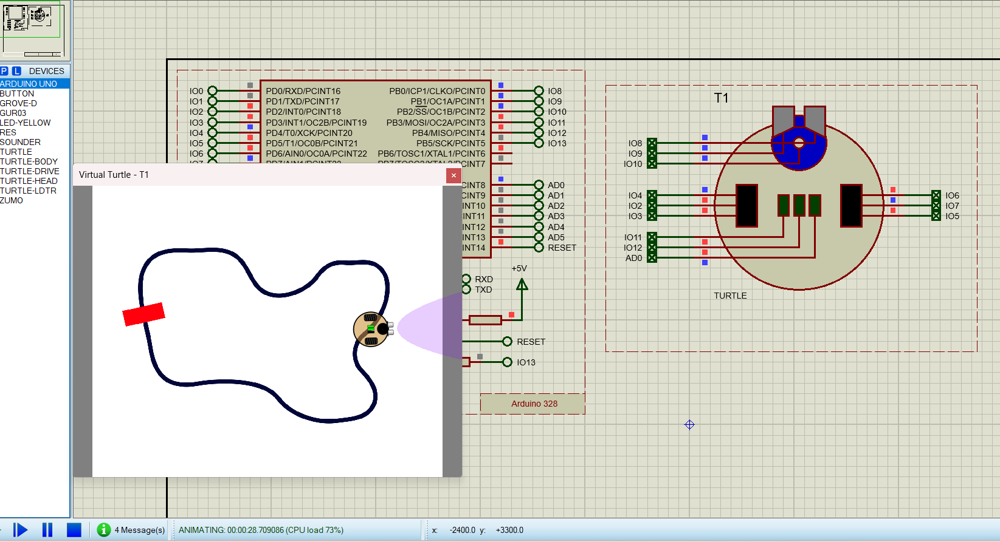 P L DEVICES
ARDUINO UNO
BUTTON
GROVE-D
GUR03
LED-YELLOW
RES
SOUNDER
TURTLE
TURTLE-BODY
TURTLE-DRIVE
TURTLE-HEAD
TURTLE-LDTR
ZUMO
IO0 PD0/RXD/PCINT16 PB0/ICP1/CLKO/PCINT0 IO8
IO1 PD1/TXD/PCINT17 PB1/OC1A/PCINT1 IO9
IO2 PD2/INT0/PCINT18 PB2/SS/OC1B/PCINT2 IO10
IO3 PD3/INT1/OC2B/PCINT19 PB3/MOSI/OC2A/PCINT3 IO11
IO4 PD4/T0/XCK/PCINT20 PB4/MISO/PCINT4 IO12
IO5 PD5/T1/OC0B/PCINT21 PB5/SCK/PCINT5 IO13
IO6 PD6/AIN0/OC0A/PCINT22 PB6/TOSC1/XTAL1/PCINT6
IO7 PD7/AIN1/PCINT23 PB7/TOSC2/XTAL2/PCINT7
CINT8 AD0
CINT9 AD1
INT10 AD2
INT11 AD3
INT12 AD4
INT13 AD5
INT14 RESET
Virtual Turtle - T1
+5V
RXD
TXD
RESET
IO13
Arduino 328
T1
IO8
IO9
IO10
IO4
IO2
IO3
IO11
IO12
AD0
IO6
IO7
IO5
TURTLE
4 Message(s) ANIMATING: 00:00:28.709086 (CPU load 73%) x: -2400.0 y: +3300.0